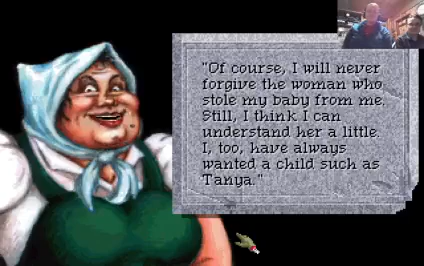 "Of course, I will never
forgive the woman who
stole my baby from me.
Still, I think I can
understand her a little.
I, too, have always
wanted a child such as
Tanya."